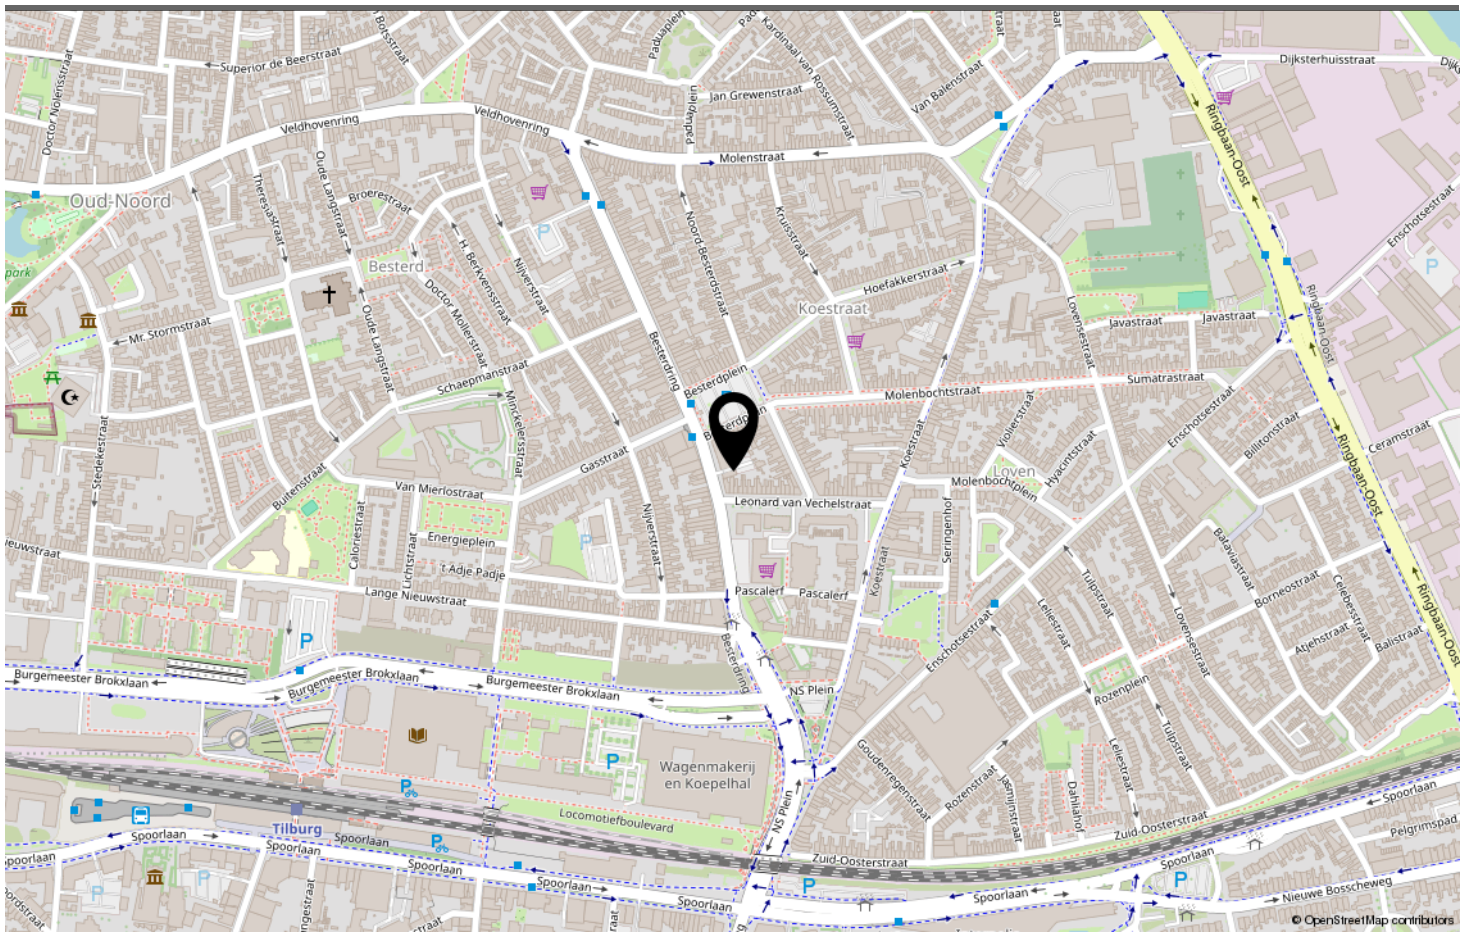 Doctor Nolensstraat
Superior de Beerstraat
Botsstraat
Paduaplein
Kardinaal van Rossumstraat
Jan Grewenstraat
Paduaplein
Van Balenstraat
Dijksterhuisstraat
Ringbaan-Oost
Veldhovenring
Veldhovenring
Molenstraat
Oud-Noord
Theresiastraat
Oude Langstraat
Broerestraat
Besterd
H. Berkvensstraat
Nijverstraat
Noord-Besterdstraat
Kruisstraat
Hoefakkerstraat
Koestraat
Enschotsestraat
park
Mr. Stormstraat
Oude Langstraat
Doctor Mollerstraat
Schaepmanstraat
Minckelersstraat
Besterdring
Besterdplein
Lovensestraat
Javastraat
Javastraat
Ringbaan-Oost
Molenbochtstraat
Sumatrastraat
Stedekestraat
Buitenstraat
Van Mierlostraat
Gasstraat
Koestraat
Violierstraat
Hyacintstraat
Loven
Molenbochtplein
Enschotsestraat
Billitonstraat
Ceramstraat
Ringbaan-Oost
Leonard van Vechelstraat
Caloriestraat
Lichtstraat
Energieplein
't Adje Padje
Nijverstraat
Seringenhof
Koestraat
Bataviastraat
Borneostraat
Celebesstraat
Atjehstraat
Balistraat
Ringbaan-Oost
Lange Nieuwstraat
Pascalerf
Pascalerf
Tulpstraat
Leliestraat
Lovensestraat
Enschotsestraat
Rozenplein
Burgemeester Brokxlaan
Burgemeester Brokxlaan
Burgemeester Brokxlaan
Besterdring
NS Plein
Wagenmakerij
en Koepelhal
Goudenregenstraat
Rozenstraat
Jasmijnstraat
Dahliahof
Leliestraat
Tulpstraat
Locomotiefboulevard
NS Plein
Tilburg
Zuid-Oosterstraat
Zuid-Oosterstraat
Spoorlaan
Spoorlaan
Spoorlaan
Spoorlaan
Spoorlaan
Spoorlaan
Spoorlaan
Spoorlaan
Spoorlaan
Spoorlaan
Pelgrimspad
Nieuwe Bosscheweg
© OpenStreetMap contributors